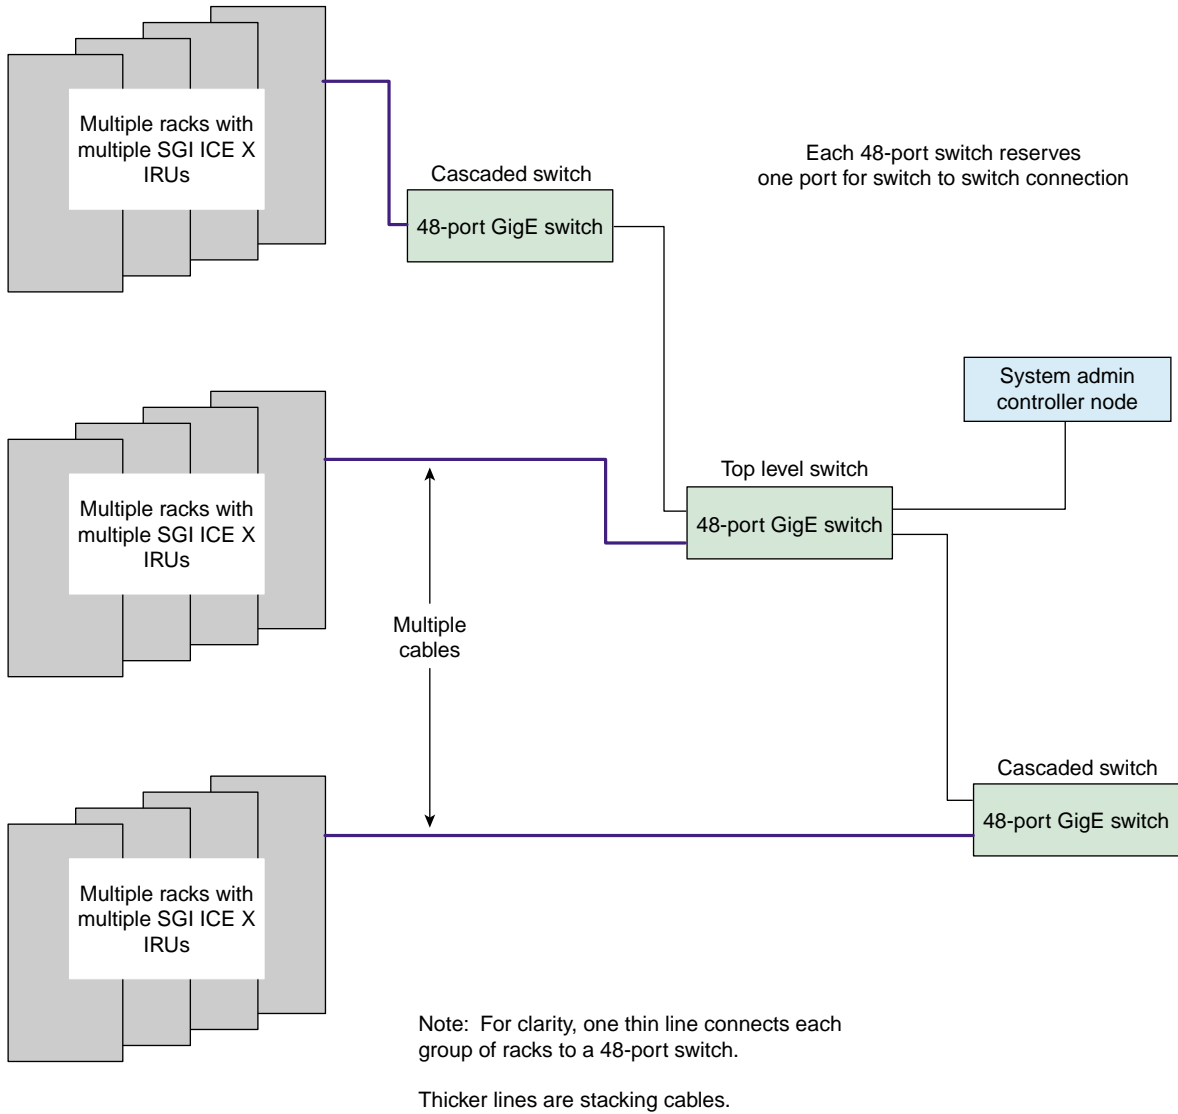 Multiple racks with
multiple SGI ICE X
IRUs
Cascaded switch
48-port GigE switch
Each 48-port switch reserves
one port for switch to switch connection
System admin
controller node
Multiple racks with
multiple SGI ICE X
IRUs
Top level switch
48-port GigE switch
Multiple
cables
Cascaded switch
48-port GigE switch
Multiple racks with
multiple SGI ICE X
IRUs
Note:  For clarity, one thin line connects each
group of racks to a 48-port switch.
Thicker lines are stacking cables.